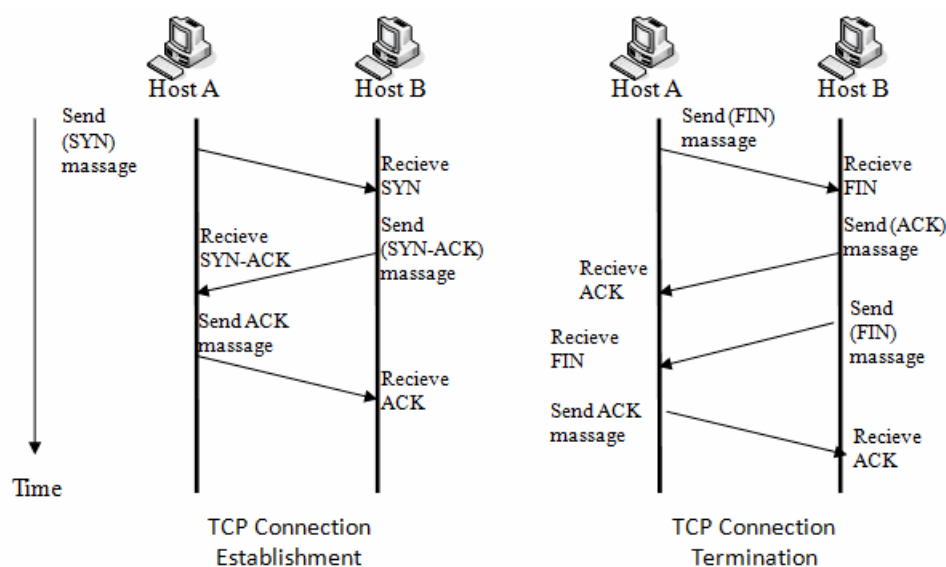 Host A
Host B
Send
(SYN)
massage
Recieve
SYN
Send
(SYN-ACK)
massage
Recieve
SYN-ACK
Send ACK
massage
Recieve
ACK
Time
TCP Connection
Establishment
Host A
Host B
Send (FIN)
massage
Recieve
FIN
Send (ACK)
massage
Recieve
ACK
Send
(FIN)
massage
Recieve
FIN
Send ACK
massage
Recieve
ACK
TCP Connection
Termination